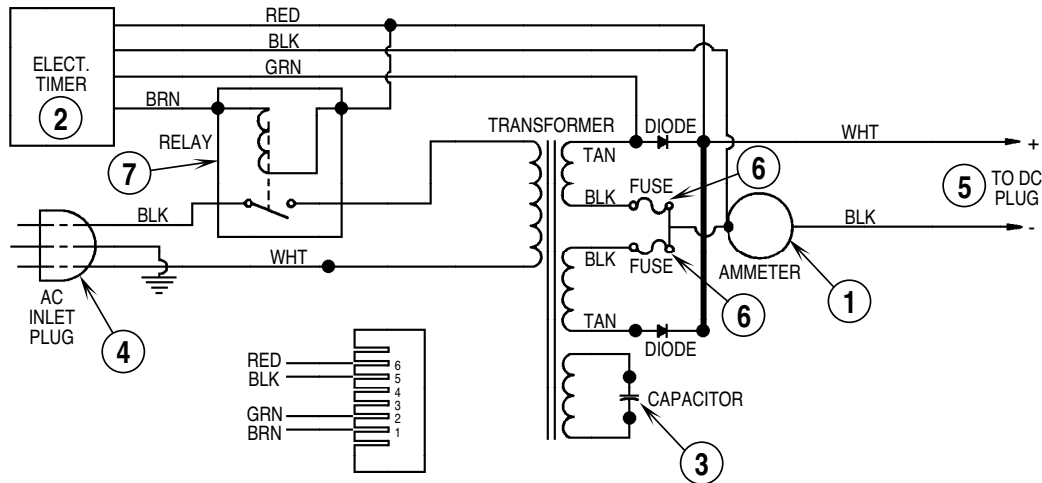 RED
BLK
GRN
BRN
ELECT.
TIMER
2
RELAY
7
TRANSFORMER
DIODE
WHT
+
TAN
6
5
TO DC
PLUG
FUSE
BLK
BLK
BLK
-
WHT
BLK
FUSE
AMMETER
1
6
AC
INLET
PLUG
4
TAN
DIODE
RED
BLK
GRN
BRN
6
5
4
3
2
1
CAPACITOR
3